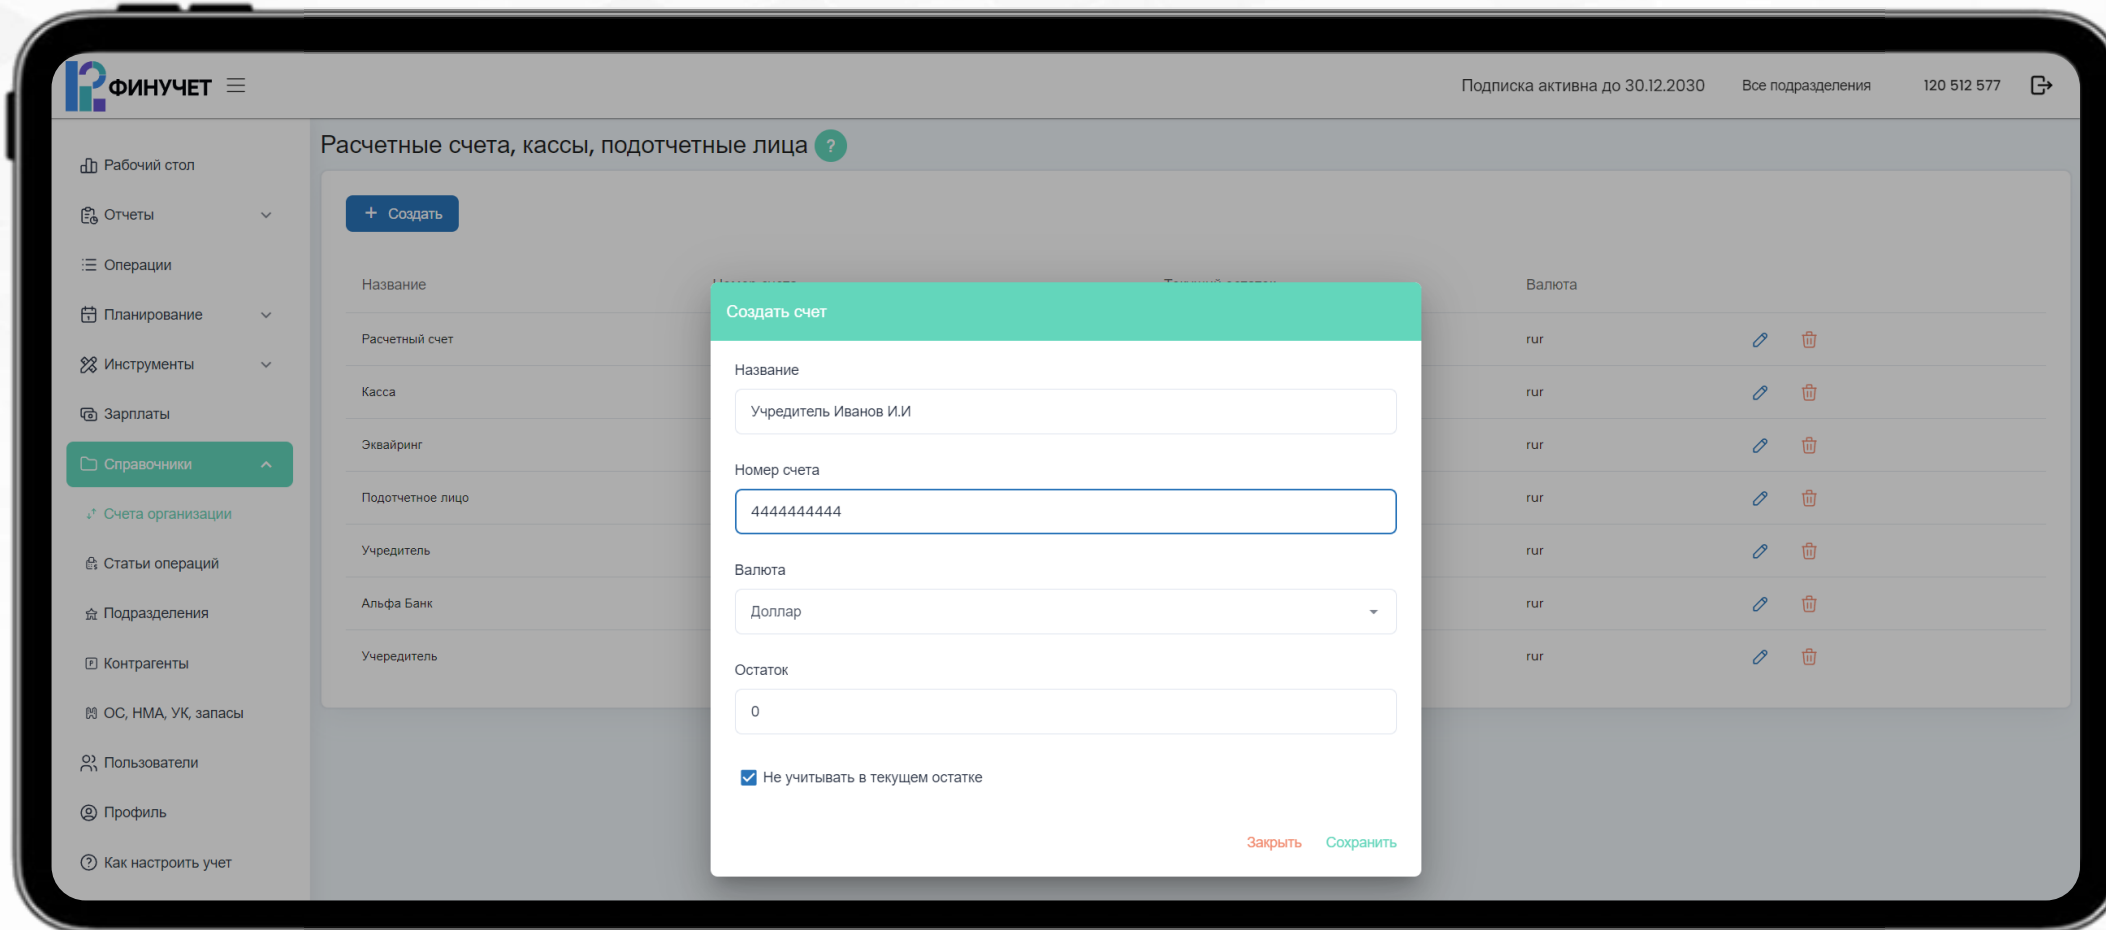 ФИНУЧЕТ
Подписка активна до 30.12.2030
Все подразделения
120 512 577
Рабочий стол
Отчеты
Операции
Планирование
Инструменты
Зарплаты
Справочники
Счета организации
Статьи операций
Подразделения
Контрагенты
ОС, НМА, УК, запасы
Пользователи
Профиль
Как настроить учет
Расчетные счета, кассы, подотчетные лица ?
+ Создать
Название
Валюта
Расчетный счет rur
Касса rur
Эквайринг rur
Подотчетное лицо rur
Учредитель rur
Альфа Банк rur
Учередитель rur
Создать счет
Название
Учредитель Иванов И.И
Номер счета
4444444444
Валюта
Доллар
Остаток
0
Не учитывать в текущем остатке
Закрыть Сохранить